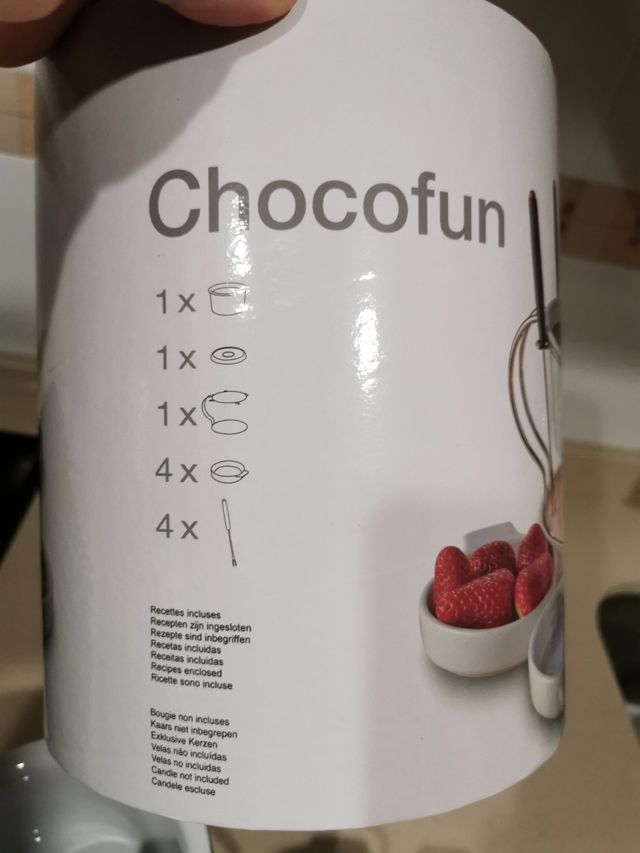 Chocofun
1 x
1 x
1 x
4 x
4 x
Recettes incluses
Recepten zijn ingesloten
Rezepte sind inbegriffen
Recetas incluidas
Receitas incluidas
Recipes enclosed
Ricette sono incluse
Bougie non incluses
Kaars niet inbegrepen
Exklusive Kerzen
Velas não incluídas
Velas no incluidas
Candle not included
Candele escluse